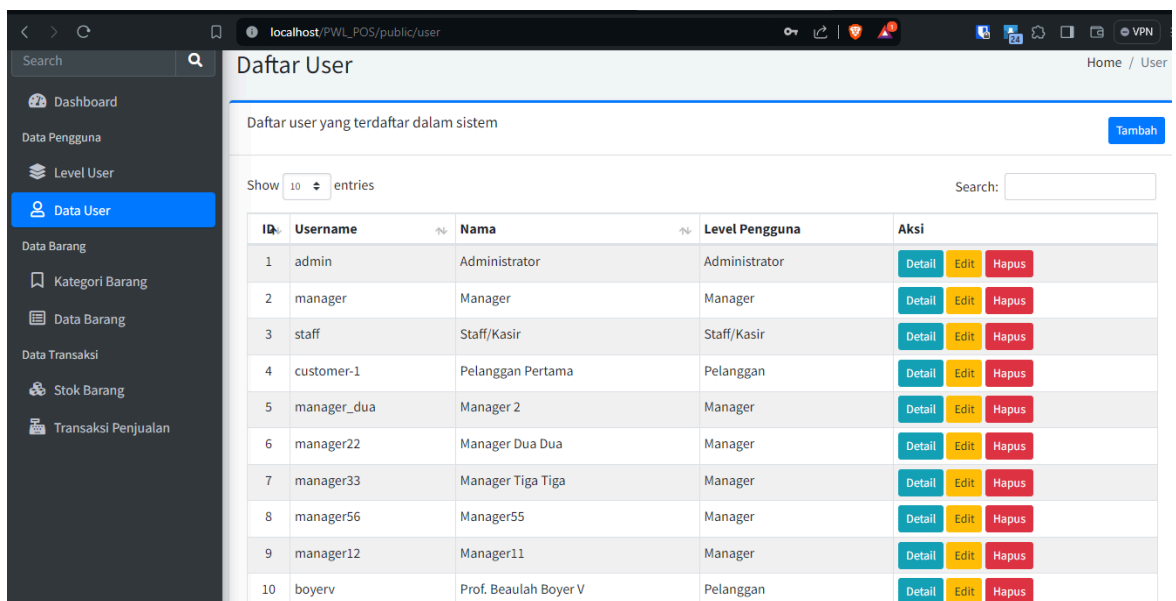 localhost/PWL_POS/public/user
24
VPN
Search
Daftar User
Home / User
Dashboard
Data Pengguna
Level User
Data User
Data Barang
Kategori Barang
Data Barang
Data Transaksi
Stok Barang
Transaksi Penjualan
Daftar user yang terdaftar dalam sistem
Tambah
Show 10 entries
Search:
ID Username Nama Level Pengguna Aksi
1 admin Administrator Administrator Detail Edit Hapus
2 manager Manager Manager Detail Edit Hapus
3 staff Staff/Kasir Staff/Kasir Detail Edit Hapus
4 customer-1 Pelanggan Pertama Pelanggan Detail Edit Hapus
5 manager_dua Manager 2 Manager Detail Edit Hapus
6 manager22 Manager Dua Dua Manager Detail Edit Hapus
7 manager33 Manager Tiga Tiga Manager Detail Edit Hapus
8 manager56 Manager55 Manager Detail Edit Hapus
9 manager12 Manager11 Manager Detail Edit Hapus
10 boyerv Prof. Beaulah Boyer V Pelanggan Detail Edit Hapus